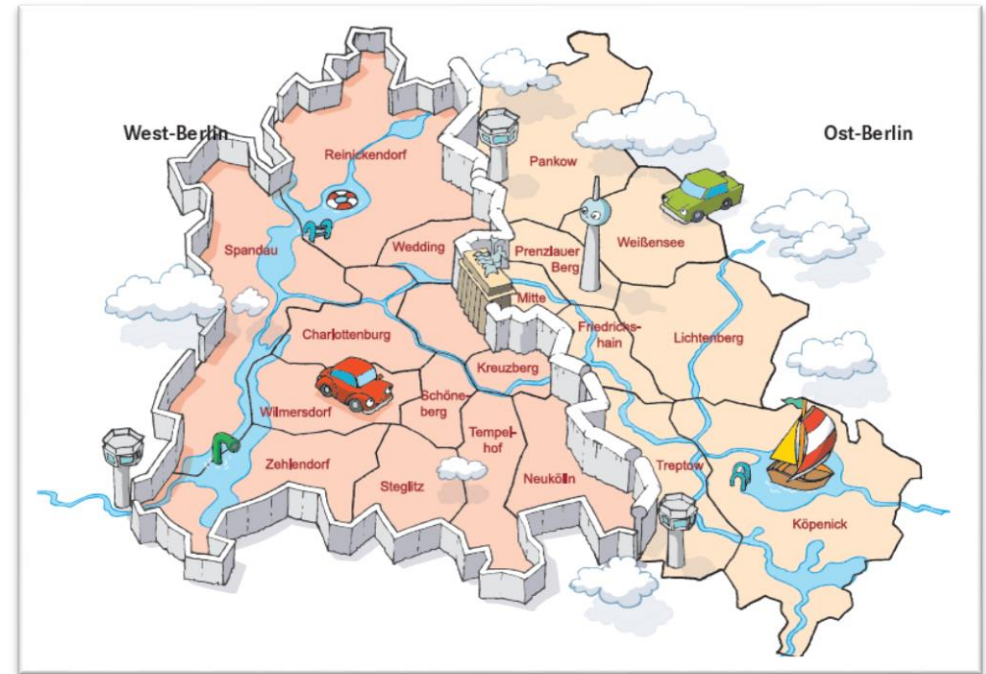 West-Berlin
Ost-Berlin
Reinickendorf
Pankow
Spandau
Wedding
Prenzlauer
Berg
Weißensee
Mitte
Charlottenburg
Friedrichs-
hain
Lichtenberg
Kreuzberg
Wilmersdorf
Schöne-
berg
Tempel-
hof
Zehlendorf
Steglitz
Neukölln
Treptow
Köpenick